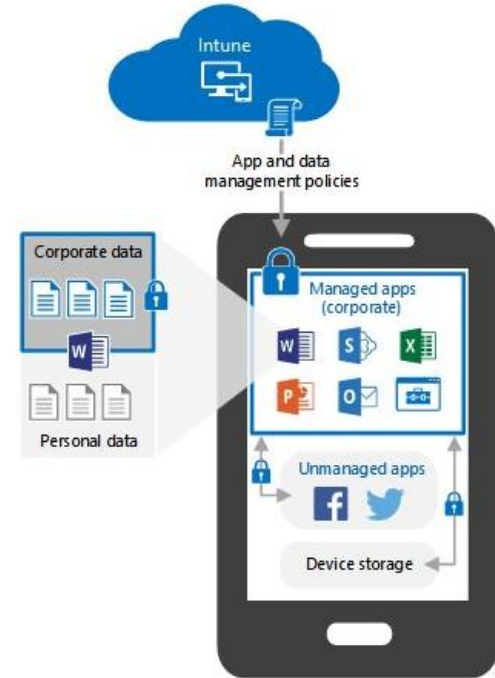 Intune
App and data
management policies
Corporate data
W
Personal data
Managed apps
(corporate)
W S X
P O
Unmanaged apps
f
Device storage